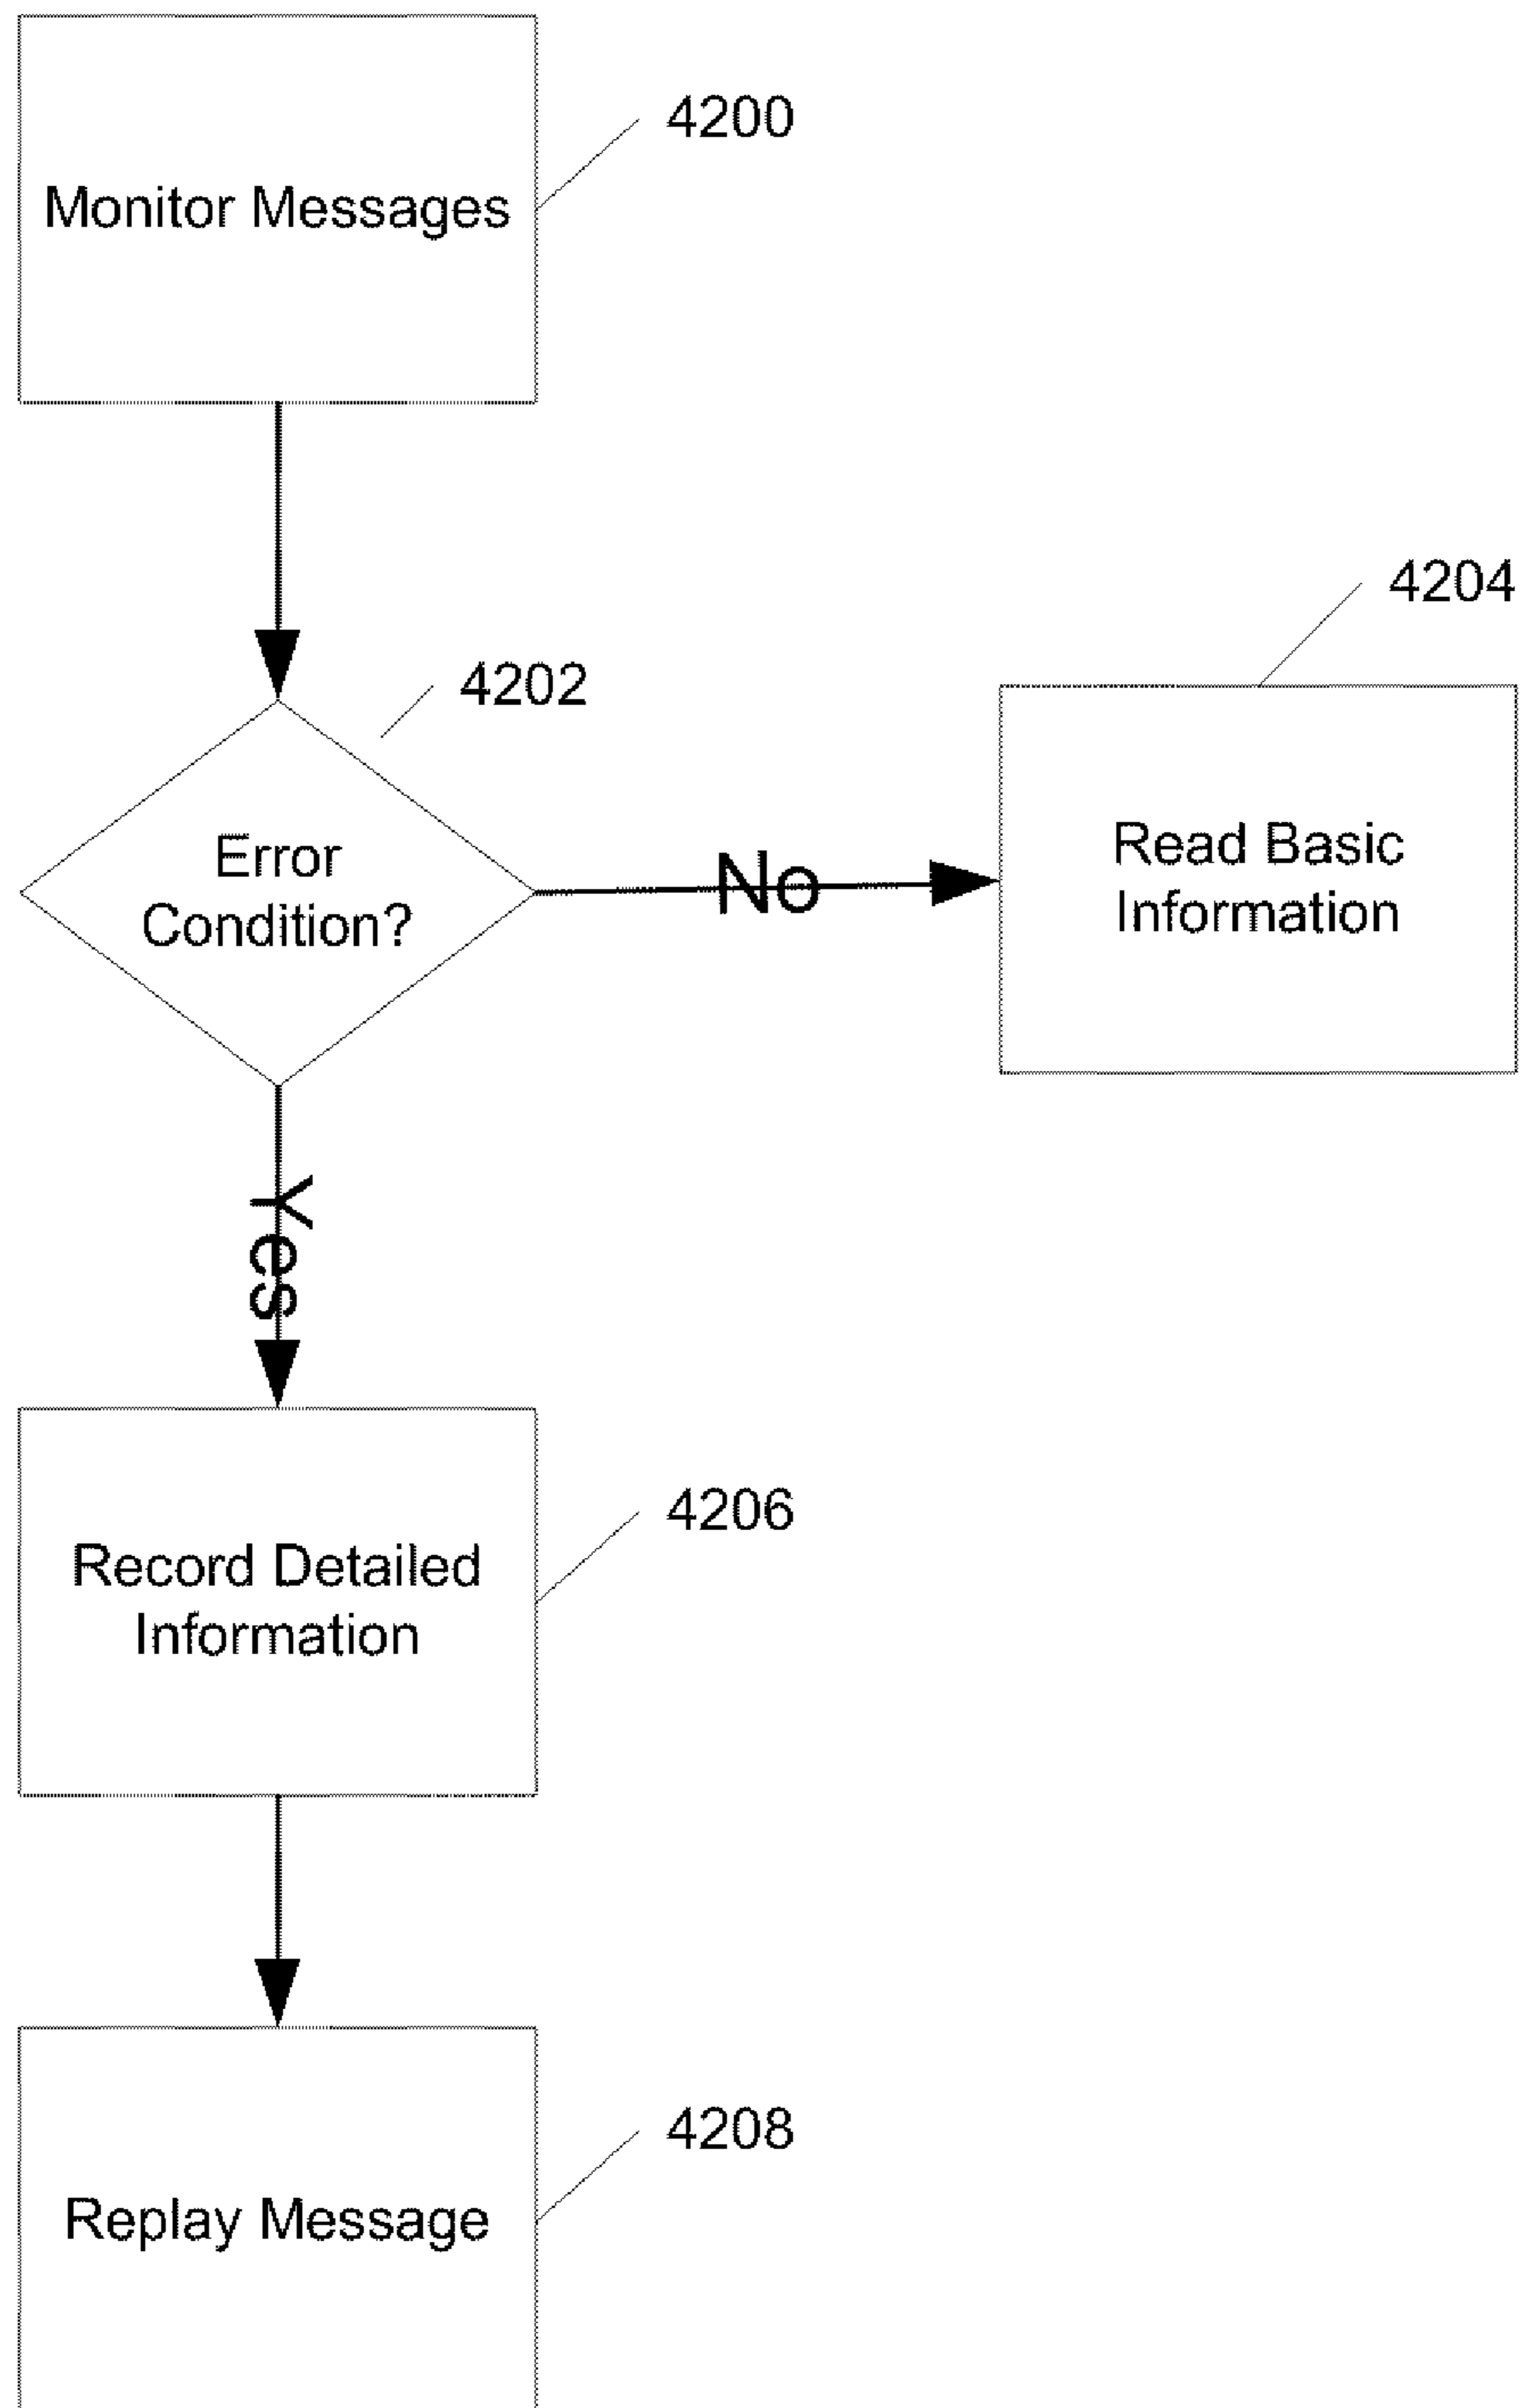 Monitor Messages
4200
4202
4204
Error
Condition?
No
Read Basic
Information
Yes
4206
Record Detailed
Information
4208
Replay Message